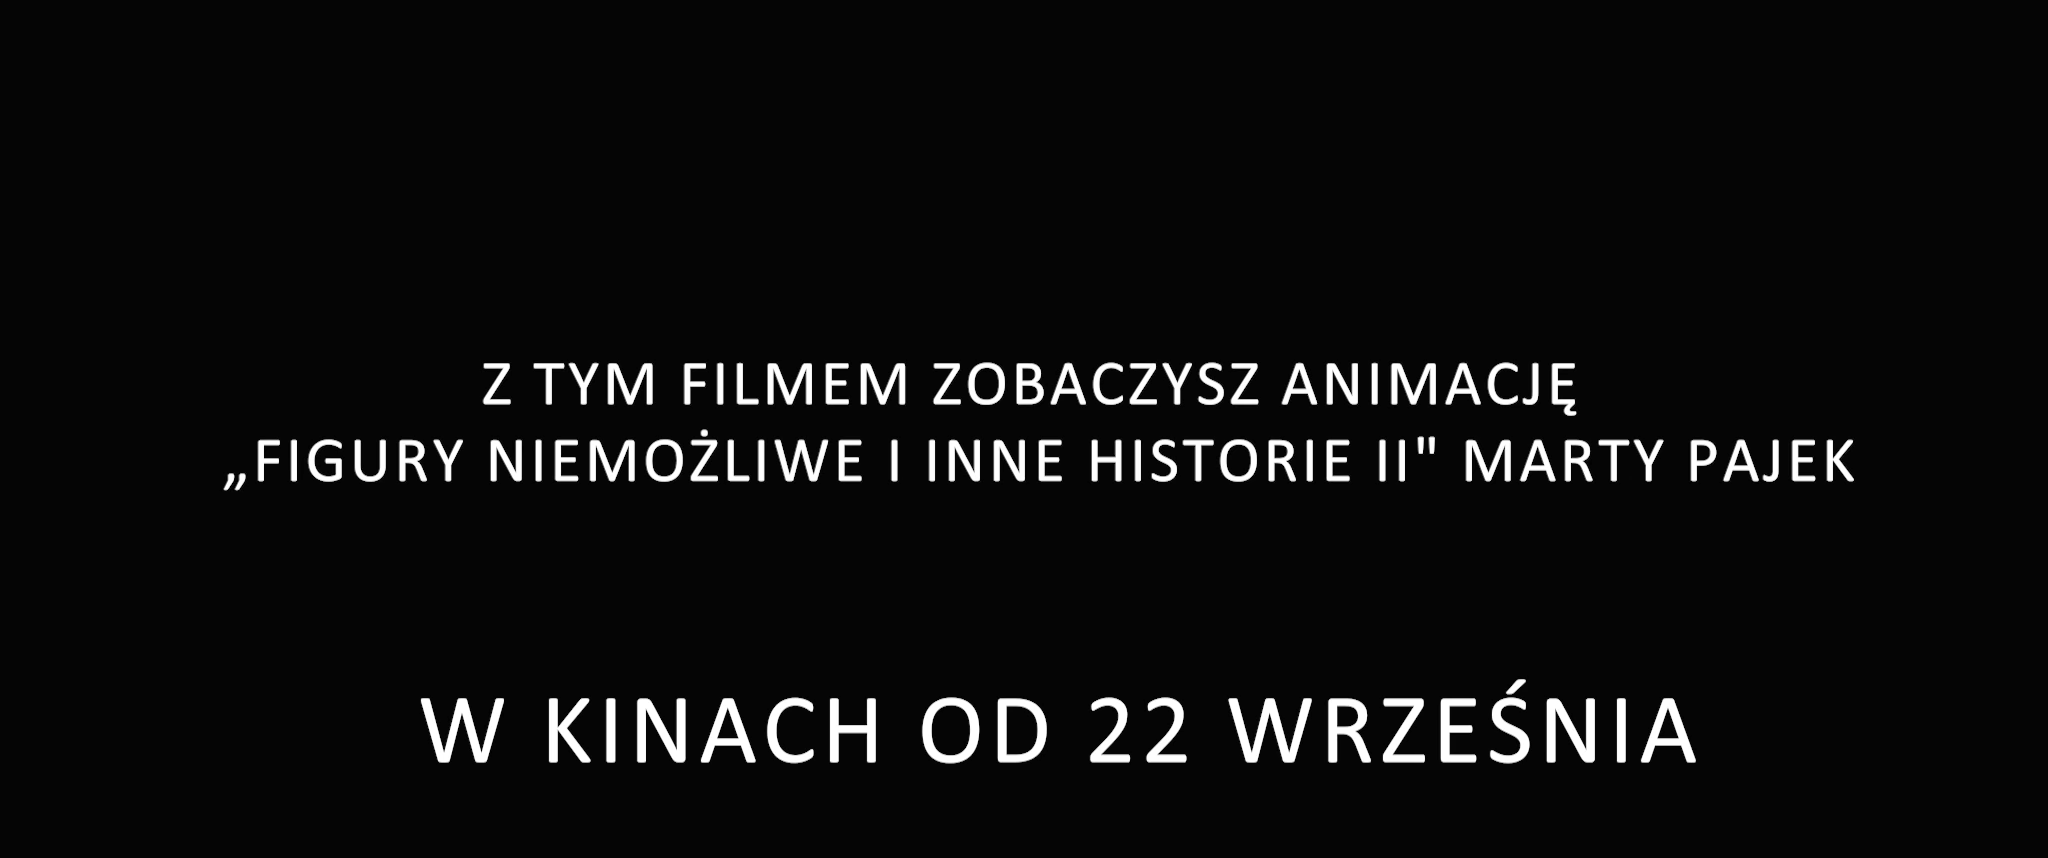 Z TYM FILMEM ZOBACZYSZ ANIMACJĘ
„FIGURY NIEMOŻLIWE I INNE HISTORIE II" MARTY PAJEK
W KINACH OD 22 WRZEŚNIA